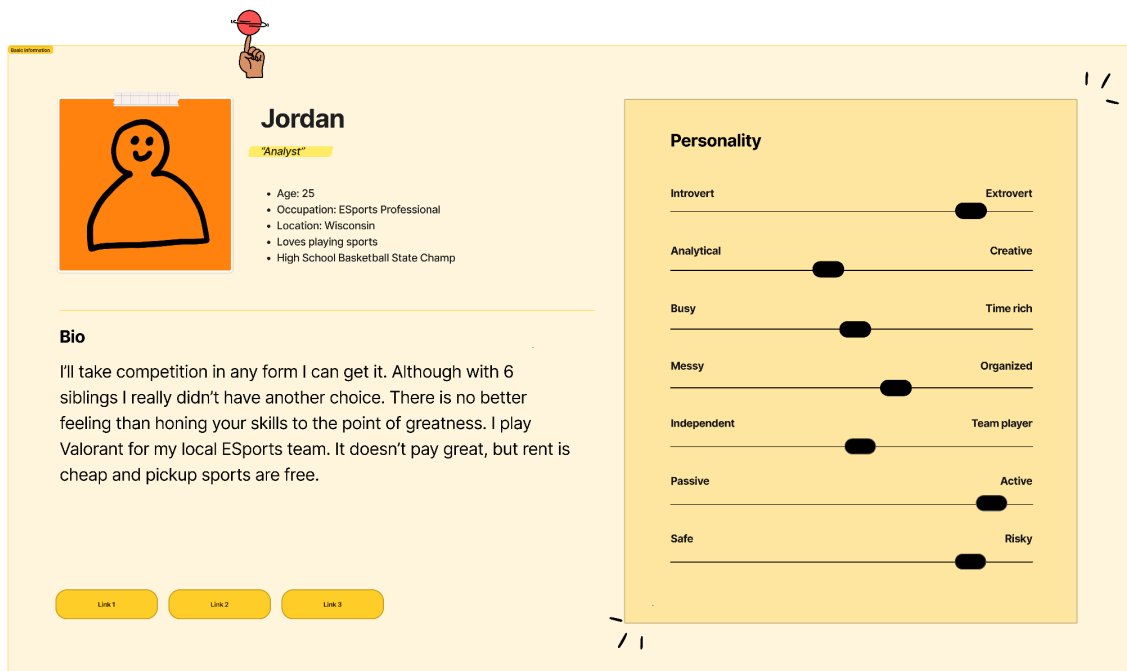 Basic information
Jordan
"Analyst"
• Age: 25
• Occupation: ESports Professional
• Location: Wisconsin
• Loves playing sports
• High School Basketball State Champ
Bio
I'll take competition in any form I can get it. Although with 6
siblings I really didn't have another choice. There is no better
feeling than honing your skills to the point of greatness. I play
Valorant for my local ESports team. It doesn't pay great, but rent is
cheap and pickup sports are free.
Link 1
Link 2
Link 3
Personality
Introvert Extrovert
Analytical Creative
Busy Time rich
Messy Organized
Independent Team player
Passive Active
Safe Risky